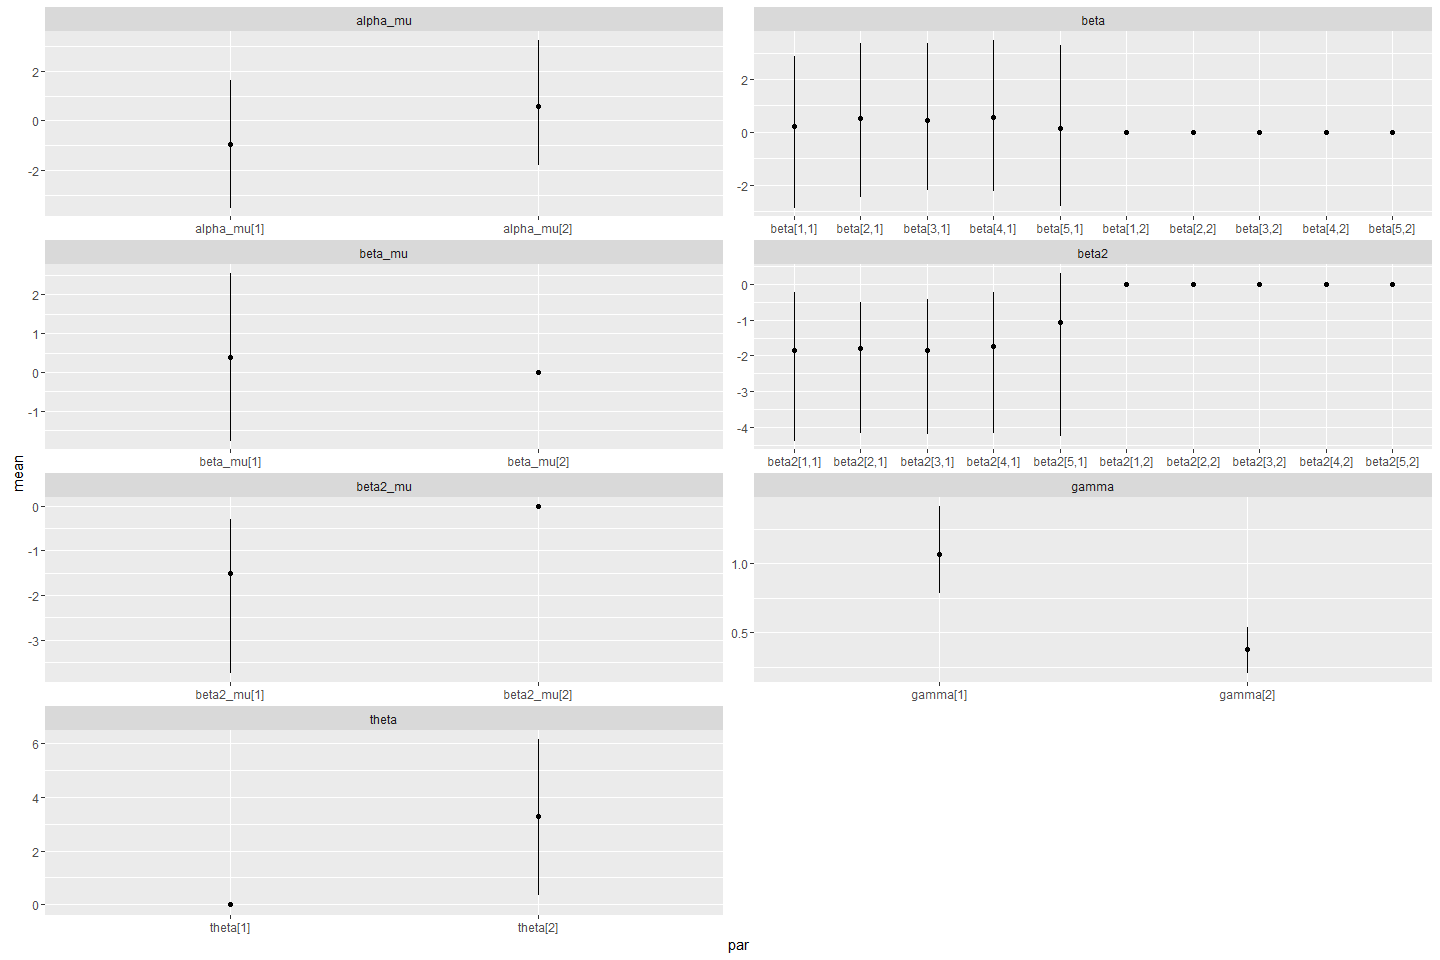 alpha_mu
2
0
-2
alpha_mu[1] alpha_mu[2]
beta
2
0
-2
beta[1,1] beta[2,1] beta[3,1] beta[4,1] beta[5,1] beta[1,2] beta[2,2] beta[3,2] beta[4,2] beta[5,2]
beta_mu
2
1
0
-1
beta_mu[1] beta_mu[2]
beta2
0
-1
-2
-3
-4
beta2[1,1] beta2[2,1] beta2[3,1] beta2[4,1] beta2[5,1] beta2[1,2] beta2[2,2] beta2[3,2] beta2[4,2] beta2[5,2]
mean
beta2_mu
0
-1
-2
-3
beta2_mu[1] beta2_mu[2]
gamma
1.0
0.5
gamma[1] gamma[2]
theta
6
4
2
0
theta[1] theta[2]
par